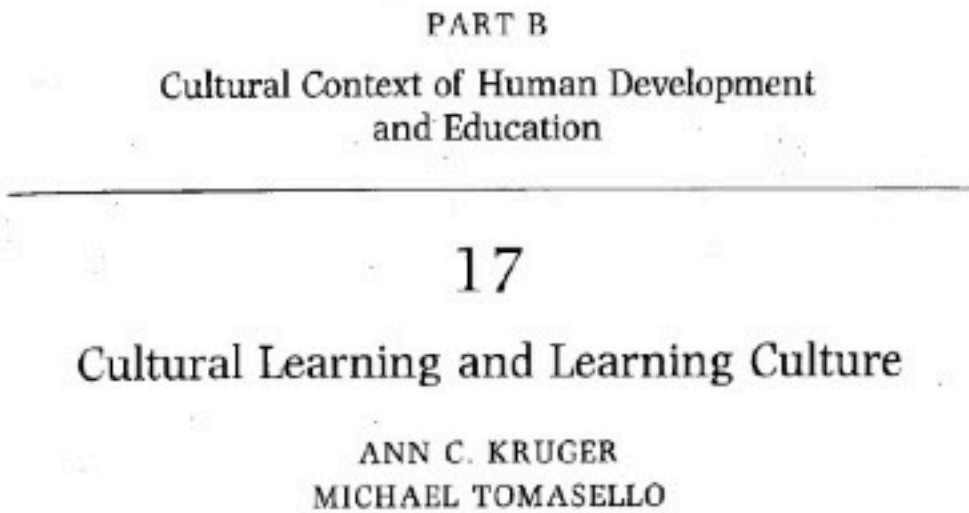 PART B
Cultural Context of Human Development
and Education
17
Cultural Learning and Learning Culture
ANN C. KRUGER
MICHAEL TOMASELLO